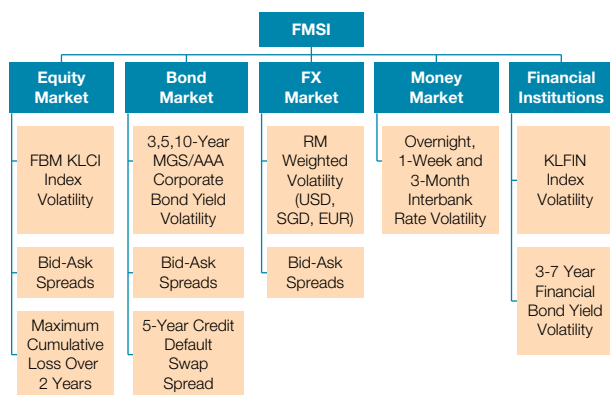 FMSI
Equity
Market
Bond
Market
FX
Market
Money
Market
Financial
Institutions
FBM KLCI
Index
Volatility
3,5,10-Year
MGS/AAA
Corporate
Bond Yield
Volatility
RM
Weighted
Volatility
(USD,
SGD, EUR)
Overnight,
1-Week and
3-Month
Interbank
Rate Volatility
KLFIN
Index
Volatility
Bid-Ask
Spreads
Bid-Ask
Spreads
Bid-Ask
Spreads
3-7 Year
Financial
Bond Yield
Volatility
Maximum
Cumulative
Loss Over
2 Years
5-Year Credit
Default
Swap
Spread